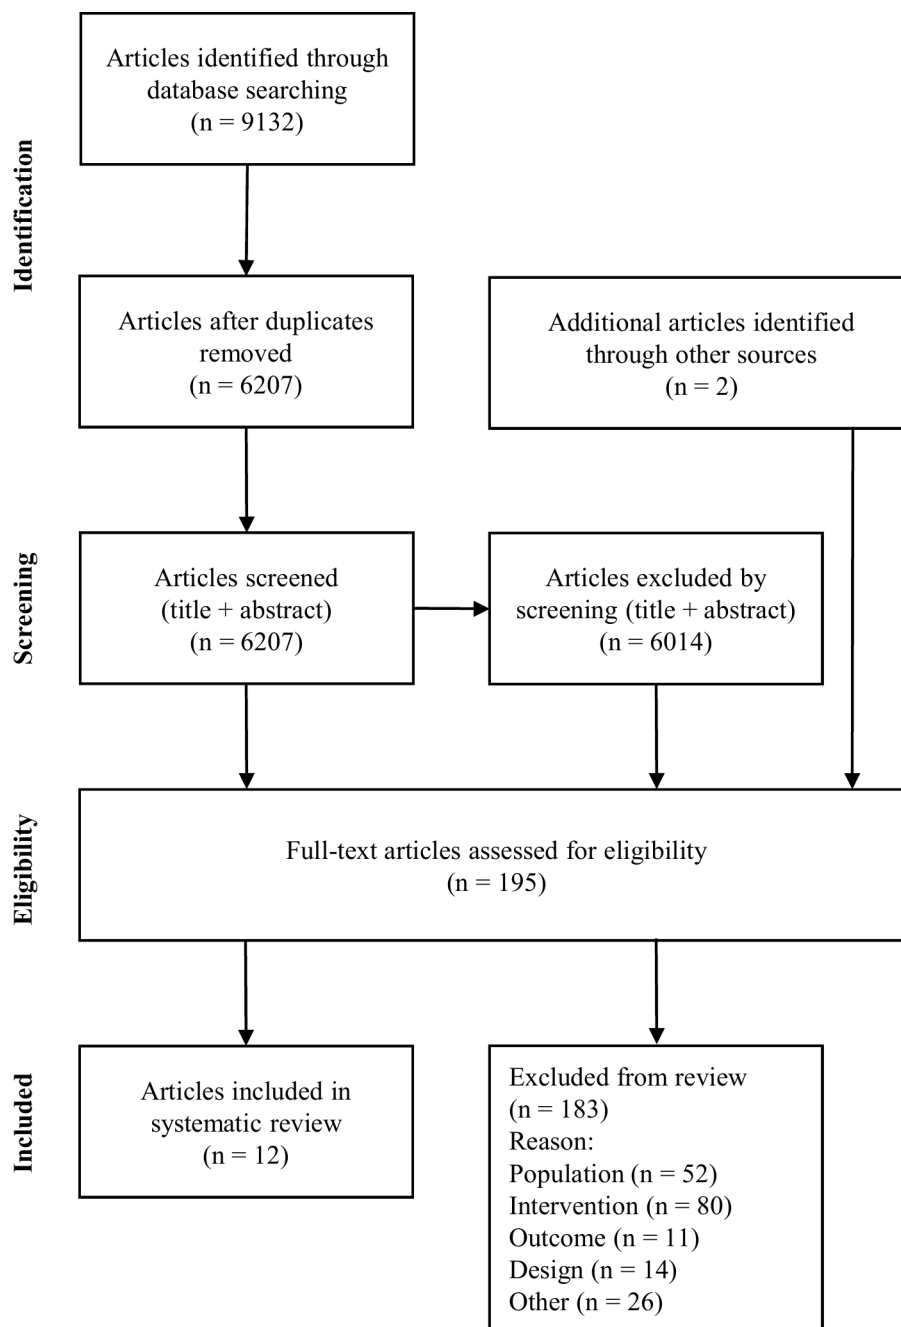 Identification
Articles identified through
database searching
(n = 9132)
Articles after duplicates
removed
(n = 6207)
Additional articles identified
through other sources
(n = 2)
Screening
Articles screened
(title + abstract)
(n = 6207)
Articles excluded by
screening (title + abstract)
(n = 6014)
Eligibility
Full-text articles assessed for eligibility
(n = 195)
Included
Articles included in
systematic review
(n = 12)
Excluded from review
(n = 183)
Reason:
Population (n = 52)
Intervention (n = 80)
Outcome (n = 11)
Design (n = 14)
Other (n = 26)